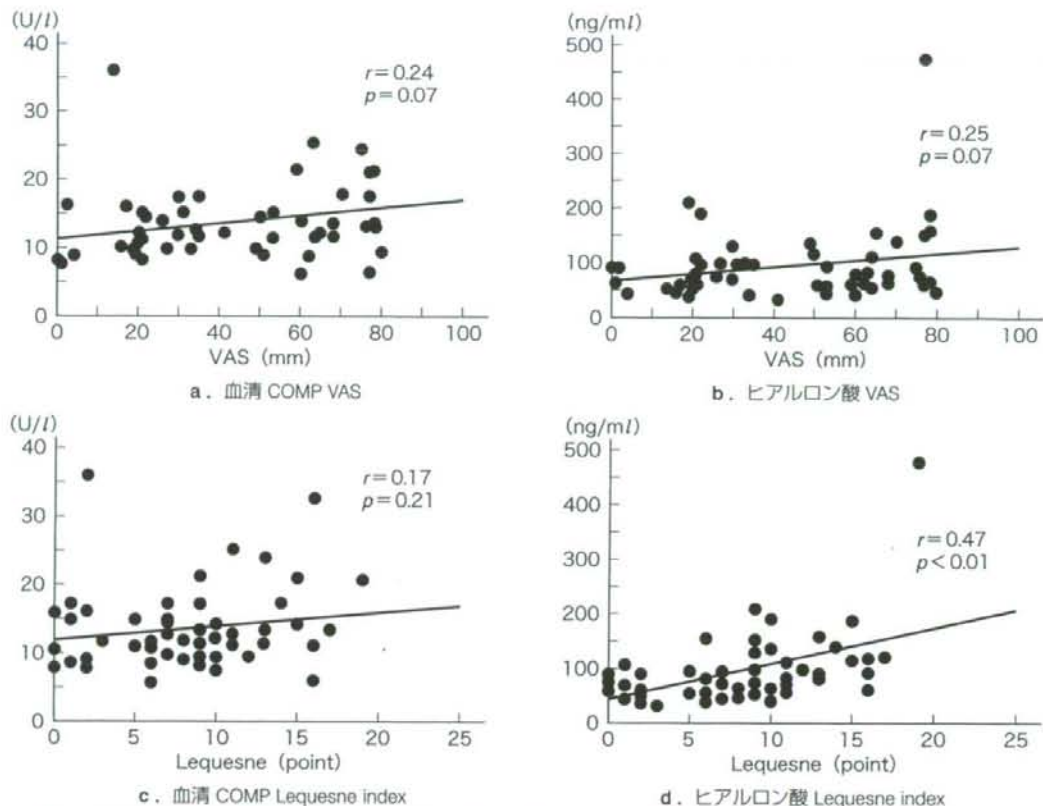 (U/l)
40
30
20
10
0
0 20 40 60 80 100
VAS (mm)
r=0.24
p=0.07
a. 血清 COMP VAS
(ng/ml)
500
400
300
200
100
0
0 20 40 60 80 100
VAS (mm)
r=0.25
p=0.07
b. ヒアルロン酸 VAS
(U/l)
40
30
20
10
0
0 5 10 15 20 25
Lequesne (point)
r=0.17
p=0.21
c. 血清 COMP Lequesne index
(ng/ml)
500
400
300
200
100
0
0 5 10 15 20 25
Lequesne (point)
r=0.47
p<0.01
d. ヒアルロン酸 Lequesne index